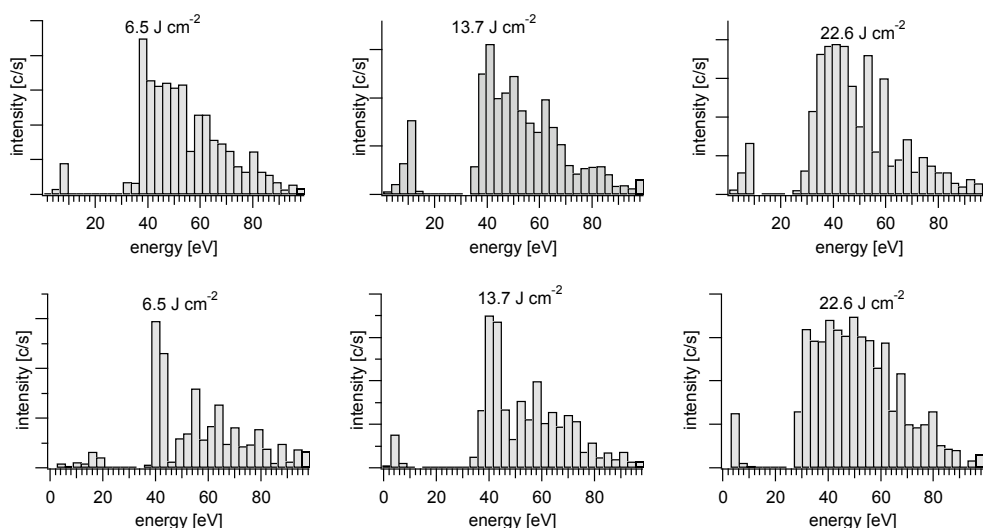 6.5 J cm-2
13.7 J cm-2
22.6 J cm-2
intensity [c/s]
intensity [c/s]
intensity [c/s]
20 40 60 80
20 40 60 80
20 40 60 80
energy [eV]
energy [eV]
energy [eV]
6.5 J cm-2
13.7 J cm-2
22.6 J cm-2
intensity [c/s]
intensity [c/s]
intensity [c/s]
0 20 40 60 80
0 20 40 60 80
0 20 40 60 80
energy [eV]
energy [eV]
energy [eV]